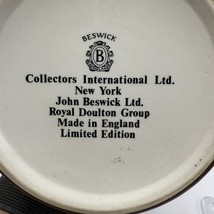 BESWICK
B
Collectors International Ltd.
New York
John Beswick Ltd.
Royal Doulton Group
Made in England
Limited Edition